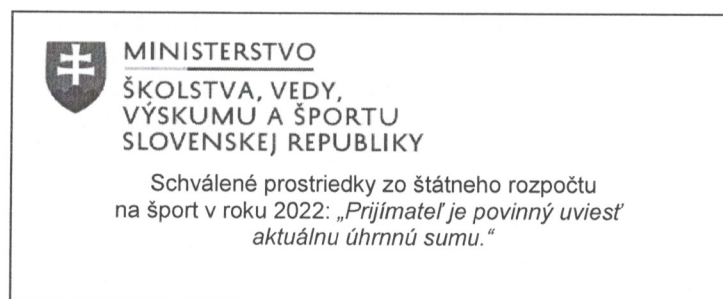 MINISTERSTVO
ŠKOLSTVA, VEDY,
VÝSKUMU A ŠPORTU
SLOVENSKEJ REPUBLIKY
Schválené prostriedky zo štátneho rozpočtu
na šport v roku 2022: „Prijímateľ je povinný uviesť
aktuálnu úhrnnú sumu.“